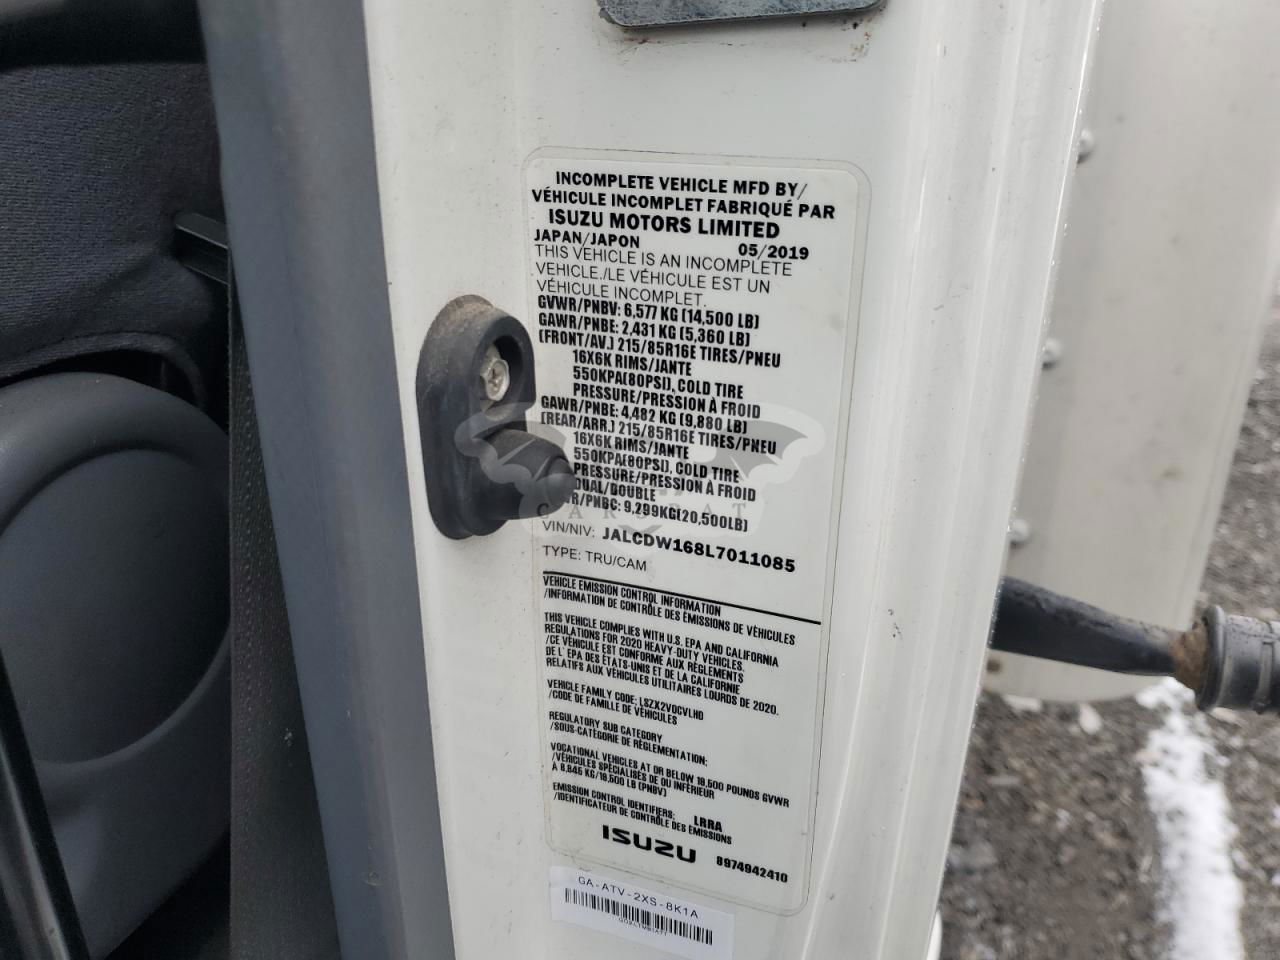 INCOMPLETE VEHICLE MFD BY/
VÉHICULE INCOMPLET FABRIQUÉ PAR
ISUZU MOTORS LIMITED
JAPAN/JAPON 05/2019
THIS VEHICLE IS AN INCOMPLETE
VEHICLE./LE VÉHICULE EST UN
VÉHICULE INCOMPLET.
GVWR/PNBV: 6,577 KG (14,500 LB)
GAWR/PNBE: 2,431 KG (5,360 LB)
(FRONT/AV.) 215/85R16E TIRES/PNEU
16X6K RIMS/JANTE
550KPA(80PSI), COLD TIRE
PRESSURE/PRESSION À FROID
GAWR/PNBE: 4,482 KG (9,880 LB)
(REAR/ARR.) 215/85R16E TIRES/PNEU
16X6K RIMS/JANTE
550KPA(80PSI), COLD TIRE
PRESSURE/PRESSION À FROID
DUAL/DOUBLE
R/PNBC: 9,299KG(20,500LB)
CARSBAT
VIN/NIV: JALCDW168L7011085
TYPE: TRU/CAM
VEHICLE EMISSION CONTROL INFORMATION
/INFORMATION DE CONTRÔLE DES ÉMISSIONS DE VÉHICULES
THIS VEHICLE COMPLIES WITH U.S. EPA AND CALIFORNIA
REGULATIONS FOR 2020 HEAVY-DUTY VEHICLES.
/CE VÉHICULE EST CONFORME AUX RÈGLEMENTS
DE L' EPA DES ÉTATS-UNIS ET DE LA CALIFORNIE
RELATIFS AUX VÉHICULES UTILITAIRES LOURDS DE 2020.
VEHICLE FAMILY CODE: LSZX2VOCVLHD
/CODE DE FAMILLE DE VÉHICULES
REGULATORY SUB CATEGORY
/SOUS-CATÉGORIE DE RÉGLEMENTATION:
VOCATIONAL VEHICLES AT OR BELOW 19,500 POUNDS GVWR
/VÉHICULES SPÉCIALISÉS DE OU INFÉRIEUR
À 8,845 KG/19,500 LB (PNBV)
EMISSION CONTROL IDENTIFIERS: LRRA
/IDENTIFICATEUR DE CONTRÔLE DES ÉMISSIONS
ISUZU 8974942410
GA-ATV-2XS-8K1A